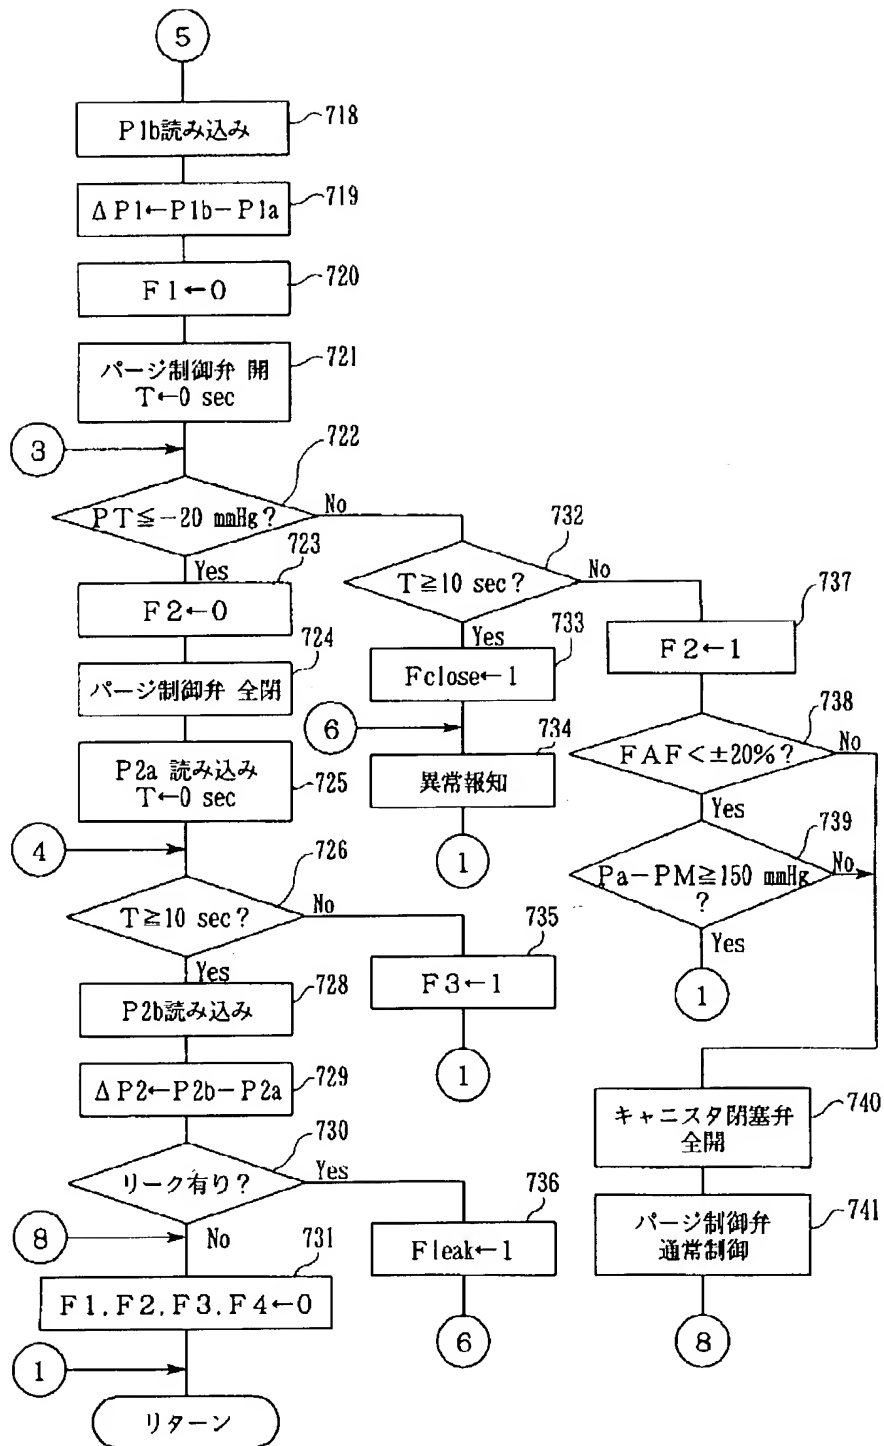 5
P1b読み込み
718
ΔP1←P1b−P1a
719
F1←0
720
パージ制御弁 開
T←0 sec
721
3
722
PT≦−20 mmHg?
No
Yes
723
F2←0
724
パージ制御弁 全閉
P2a 読み込み
T←0 sec
725
4
726
T≧10 sec?
No
Yes
728
P2b読み込み
729
ΔP2←P2b−P2a
730
リーク有り?
Yes
8
No
731
F1,F2,F3,F4←0
1
リターン
732
T≧10 sec?
No
Yes
733
Fclose←1
6
734
異常報知
1
735
F3←1
1
736
Fleak←1
6
737
F2←1
738
FAF<±20%?
No
Yes
739
Pa−PM≧150 mmHg
?
No
Yes
1
キャニスタ閉塞弁
全開
740
パージ制御弁
通常制御
741
8